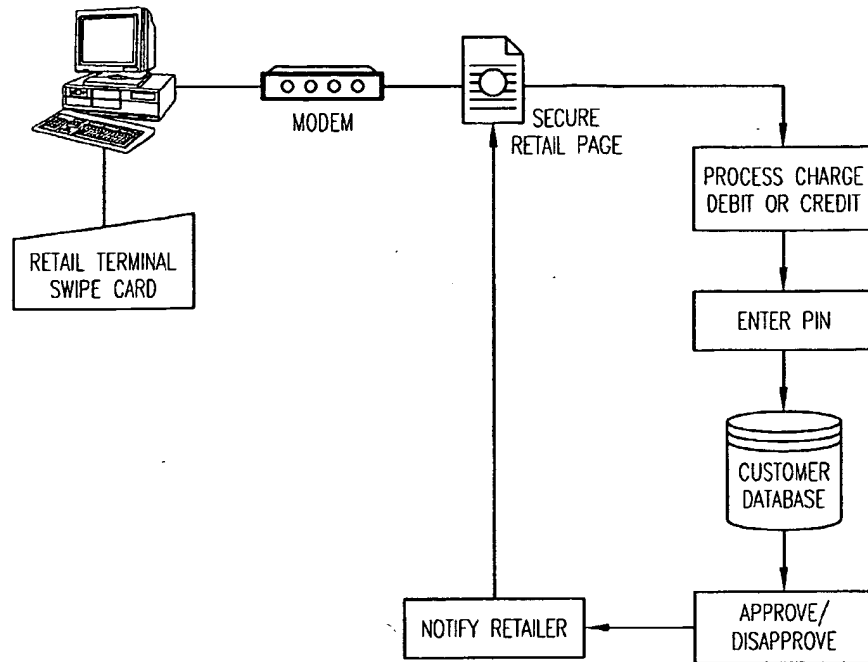 MODEM
SECURE
RETAIL PAGE
PROCESS CHARGE
DEBIT OR CREDIT
RETAIL TERMINAL
SWIPE CARD
ENTER PIN
CUSTOMER
DATABASE
NOTIFY RETAILER
APPROVE/
DISAPPROVE